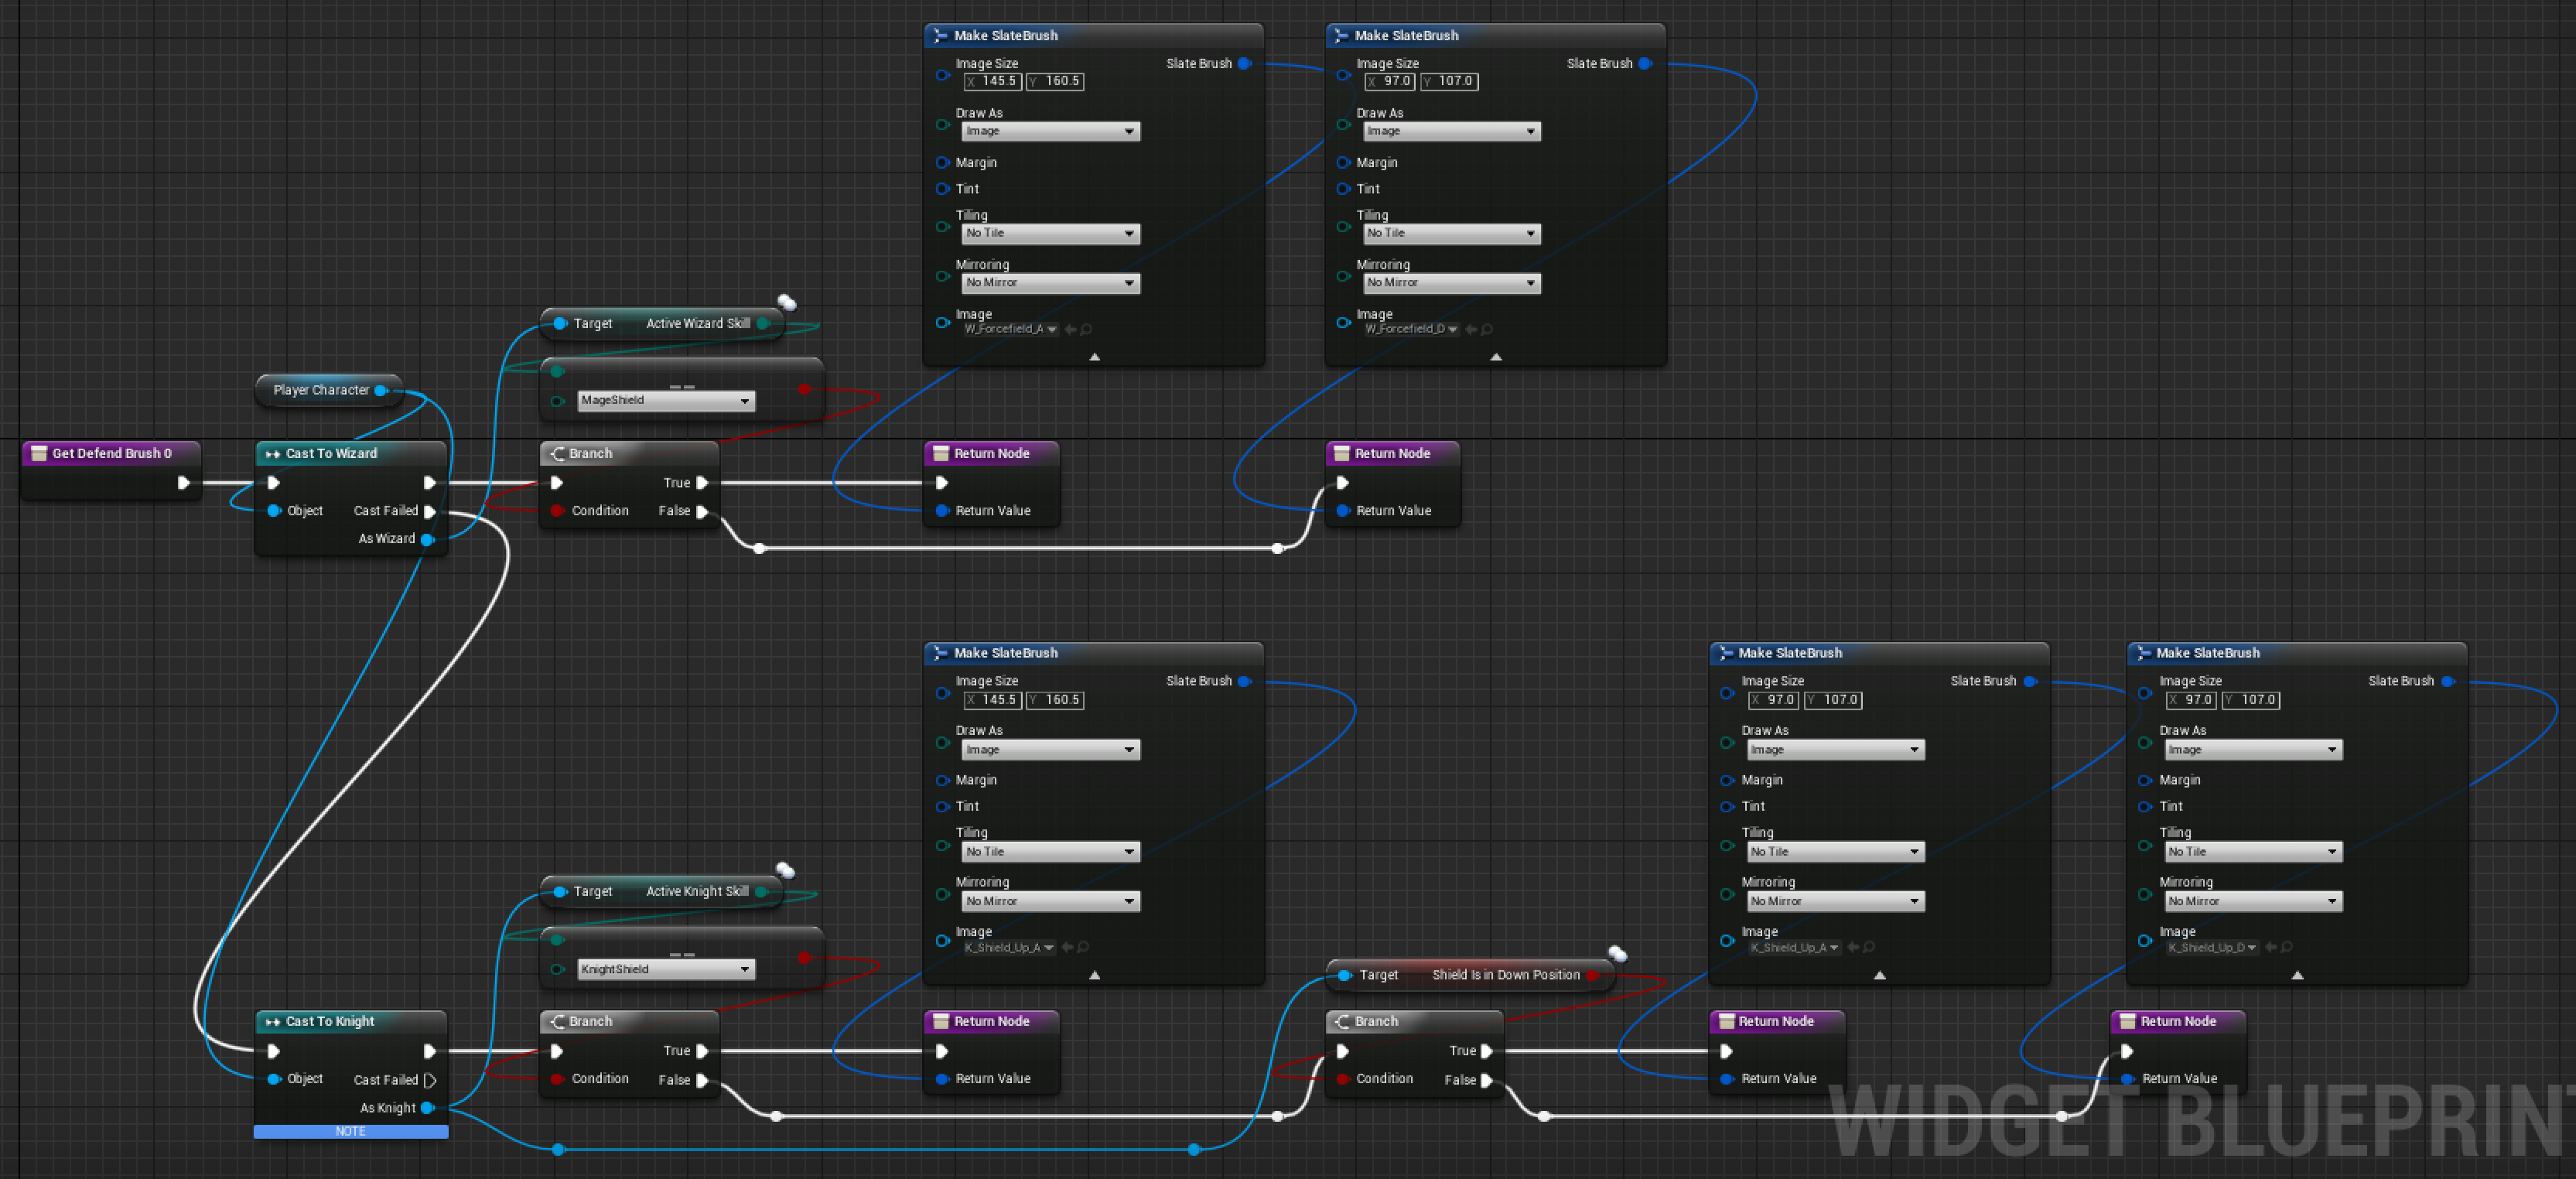 Make SlateBrush
Image Size
X 145.5 Y 160.5
Slate Brush
Draw As
Image
Margin
Tint
Tiling
No Tile
Mirroring
No Mirror
Image
W_Forcefield_A
Make SlateBrush
Image Size
X 97.0 Y 107.0
Slate Brush
Draw As
Image
Margin
Tint
Tiling
No Tile
Mirroring
No Mirror
Image
W_Forcefield_D
Target Active Wizard Skill
==
MageShield
Player Character
Get Defend Brush 0
Cast To Wizard
Object Cast Failed
As Wizard
Branch
True
Condition False
Return Node
Return Value
Return Node
Return Value
Make SlateBrush
Image Size
X 145.5 Y 160.5
Slate Brush
Draw As
Image
Margin
Tint
Tiling
No Tile
Mirroring
No Mirror
Image
K_Shield_Up_A
Make SlateBrush
Image Size
X 97.0 Y 107.0
Slate Brush
Draw As
Image
Margin
Tint
Tiling
No Tile
Mirroring
No Mirror
Image
K_Shield_Up_A
Make SlateBrush
Image Size
X 97.0 Y 107.0
Slate Brush
Draw As
Image
Margin
Tint
Tiling
No Tile
Mirroring
No Mirror
Image
K_Shield_Up_D
Target Active Knight Skill
==
KnightShield
Target Shield Is in Down Position
Cast To Knight
Object Cast Failed
As Knight
NOTE
Branch
True
Condition False
Return Node
Return Value
Branch
True
Condition False
Return Node
Return Value
Return Node
Return Value
WIDGET BLUEPRINT